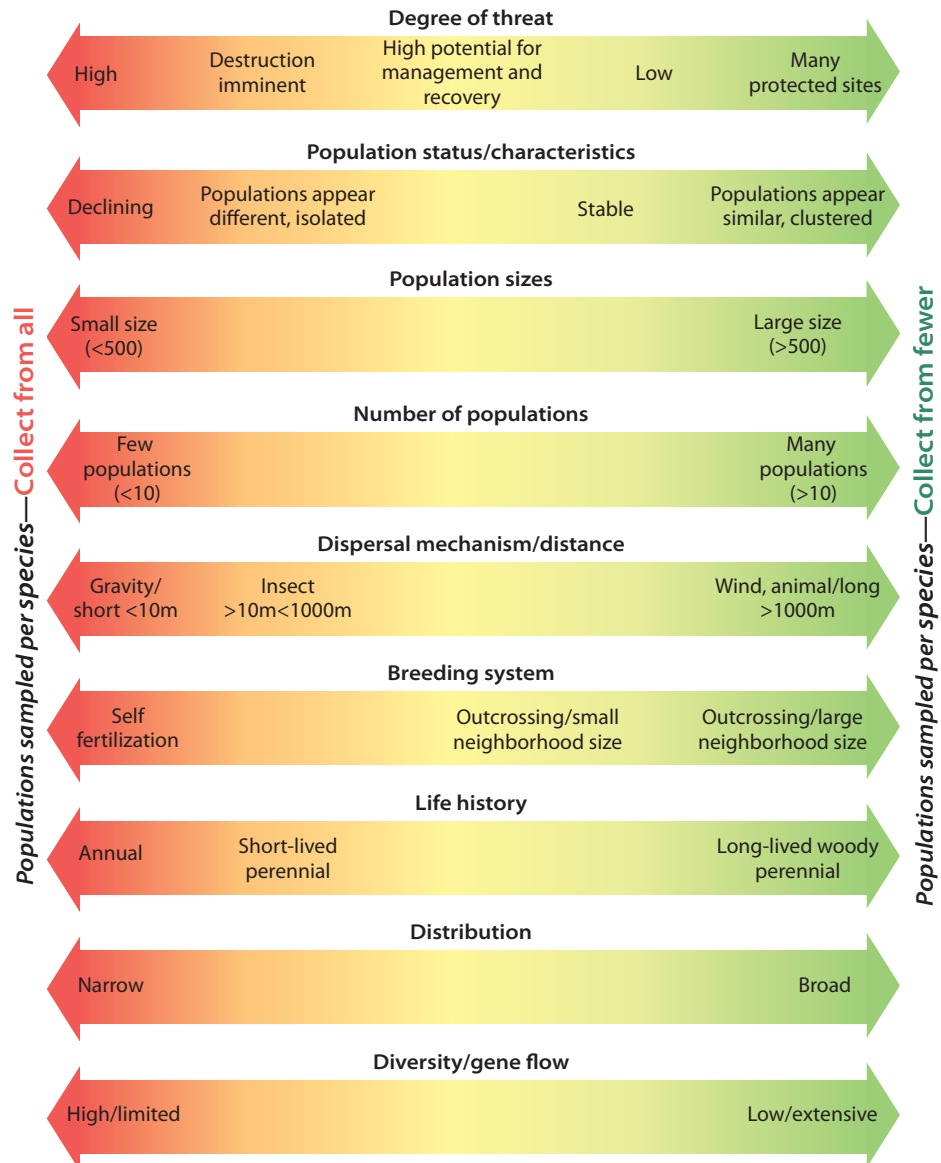 Degree of threat
High
Destruction
imminent
High potential for
management and
recovery
Low
Many
protected sites
Population status/characteristics
Declining
Populations appear
different, isolated
Stable
Populations appear
similar, clustered
Population sizes
Small size
(<500)
Large size
(>500)
Number of populations
Few
populations
(<10)
Many
populations
(>10)
Dispersal mechanism/distance
Gravity/
short <10m
Insect
>10m<1000m
Wind, animal/long
>1000m
Breeding system
Self
fertilization
Outcrossing/small
neighborhood size
Outcrossing/large
neighborhood size
Life history
Annual
Short-lived
perennial
Long-lived woody
perennial
Distribution
Narrow
Broad
Diversity/gene flow
High/limited
Low/extensive
Populations sampled per species—Collect from all
Populations sampled per species—Collect from fewer